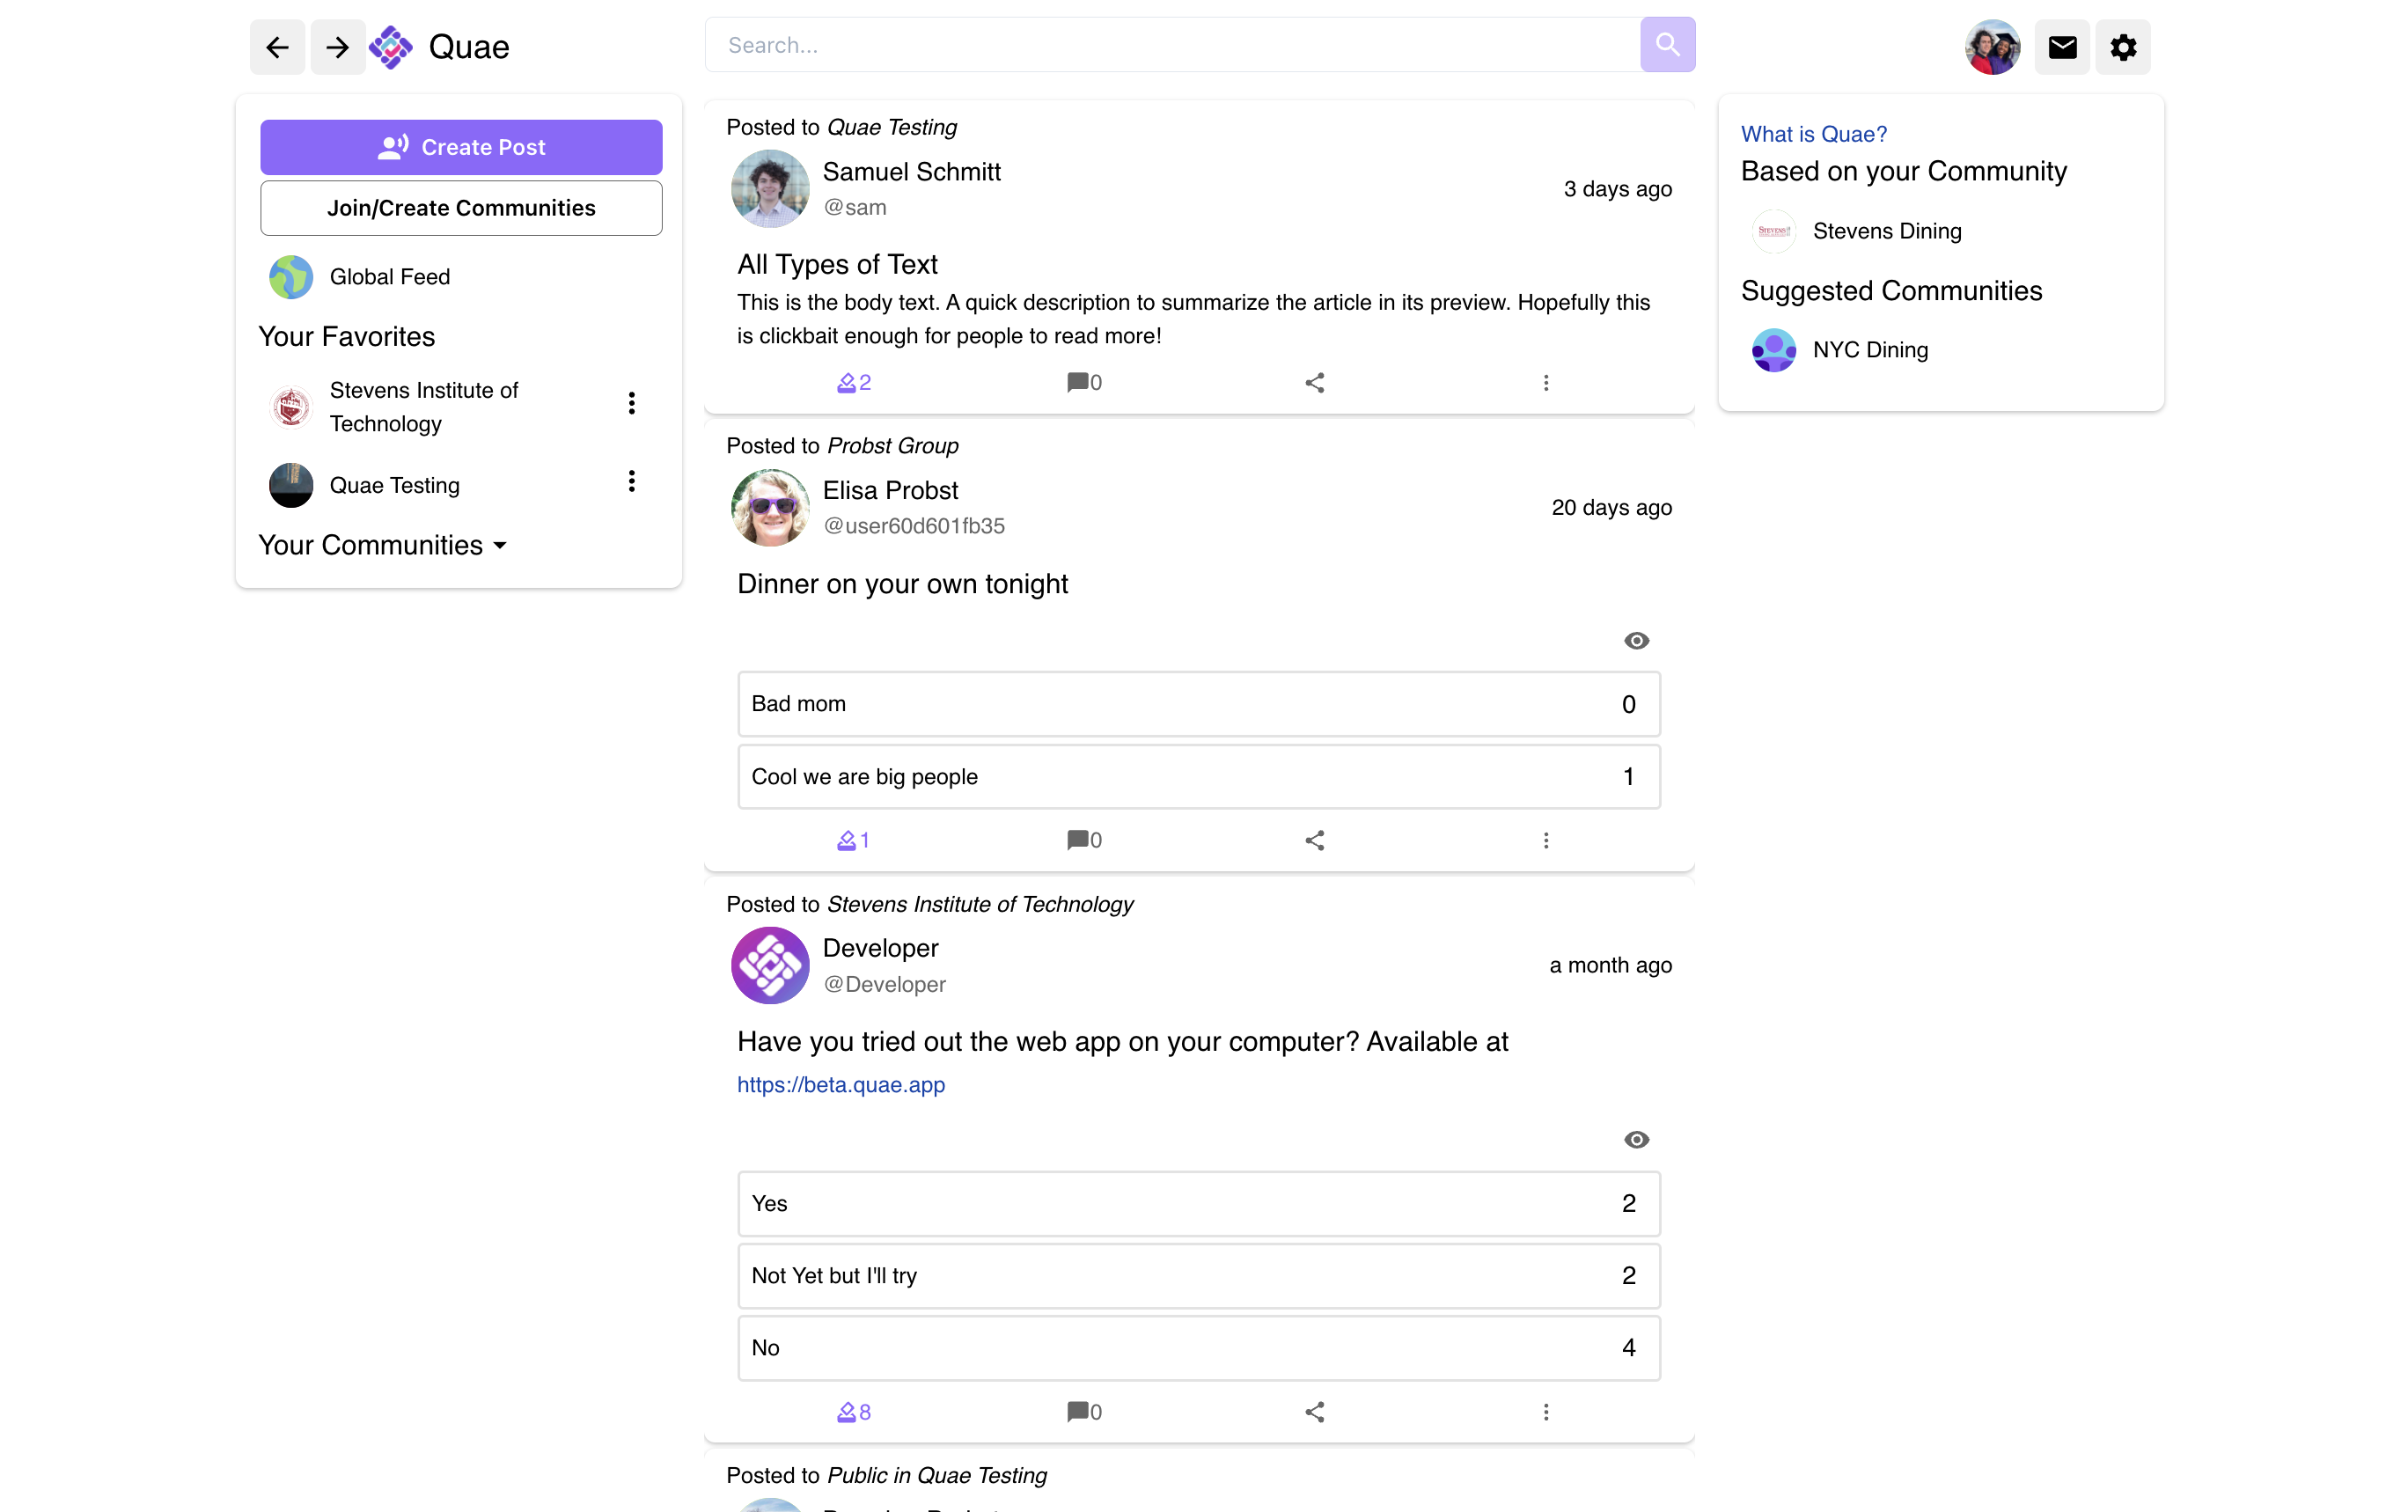 Quae
Search...
Create Post
Join/Create Communities
Global Feed
Your Favorites
Stevens Institute of
Technology
Quae Testing
Your Communities
Posted to Quae Testing
Samuel Schmitt
@sam
3 days ago
All Types of Text
This is the body text. A quick description to summarize the article in its preview. Hopefully this
is clickbait enough for people to read more!
2 0
Posted to Probst Group
Elisa Probst
@user60d601fb35
20 days ago
Dinner on your own tonight
Bad mom 0
Cool we are big people 1
1 0
Posted to Stevens Institute of Technology
Developer
@Developer
a month ago
Have you tried out the web app on your computer? Available at
https://beta.quae.app
Yes 2
Not Yet but I'll try 2
No 4
8 0
Posted to Public in Quae Testing
What is Quae?
Based on your Community
STEVENS
Stevens Dining
Suggested Communities
NYC Dining